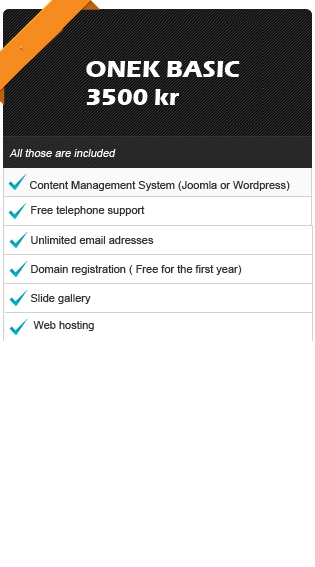 ONEK BASIC
3500 kr
All those are included
Content Management System (Joomla or Wordpress)
Free telephone support
Unlimited email adresses
Domain registration ( Free for the first year)
Slide gallery
Web hosting